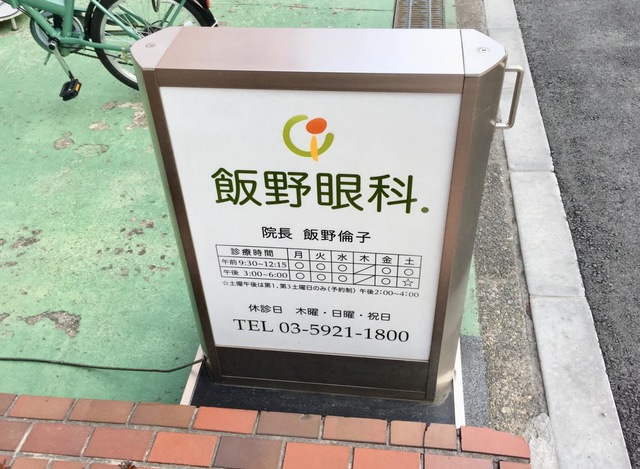 飯野眼科.
院長 飯野倫子
診療時間 月 火 水 木 金 土
午前 9:30~12:15 ○ ○ ○ ／ ○ ○
午後 3:00~6:00 ○ ○ ○ ／ ○ ☆
☆土曜午後は第1、第3土曜日のみ(予約制) 午後2:00~4:00
休診日 木曜・日曜・祝日
TEL 03-5921-1800